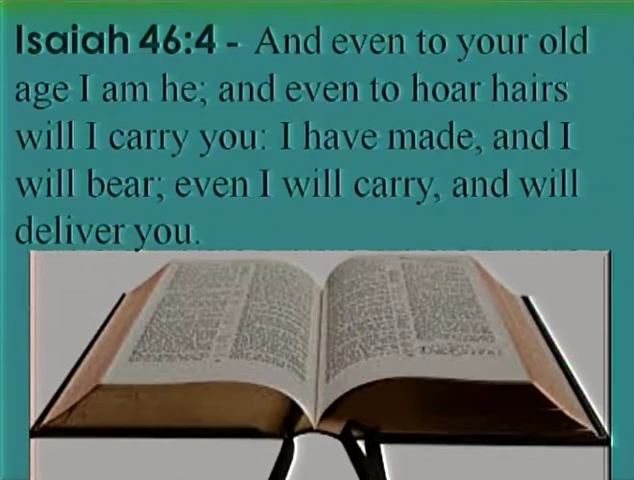 Isaiah 46:4 - And even to your old
age I am he; and even to hoar hairs
will I carry you: I have made, and I
will bear; even I will carry, and will
deliver you.